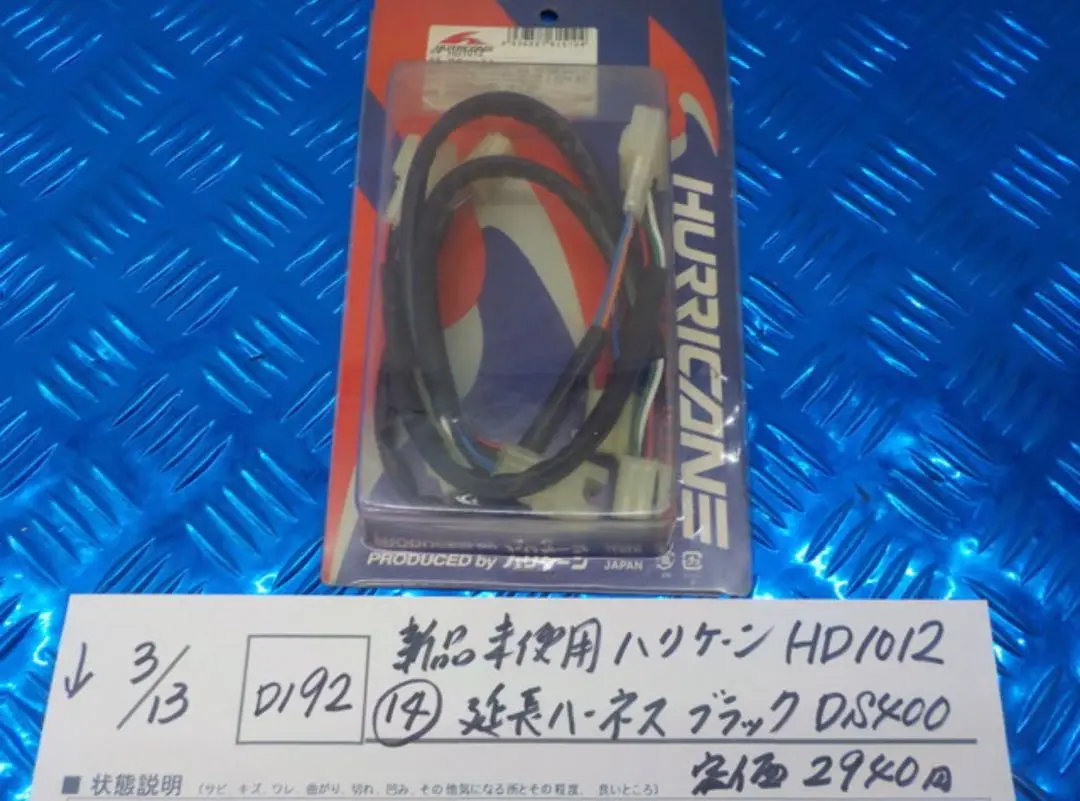 HURRICANE
HD1012
HURRICANE
PRODUCED by ハリケーン
JAPAN
↓ 3/13 D192 ⑭
新品未使用 ハリケーン HD1012
延長ハーネス ブラック DS400
定価 2940円
■ 状態説明 (サビ、キズ、ワレ、曲がり、切れ、凹み、その他気になる所とその程度、良いところ)